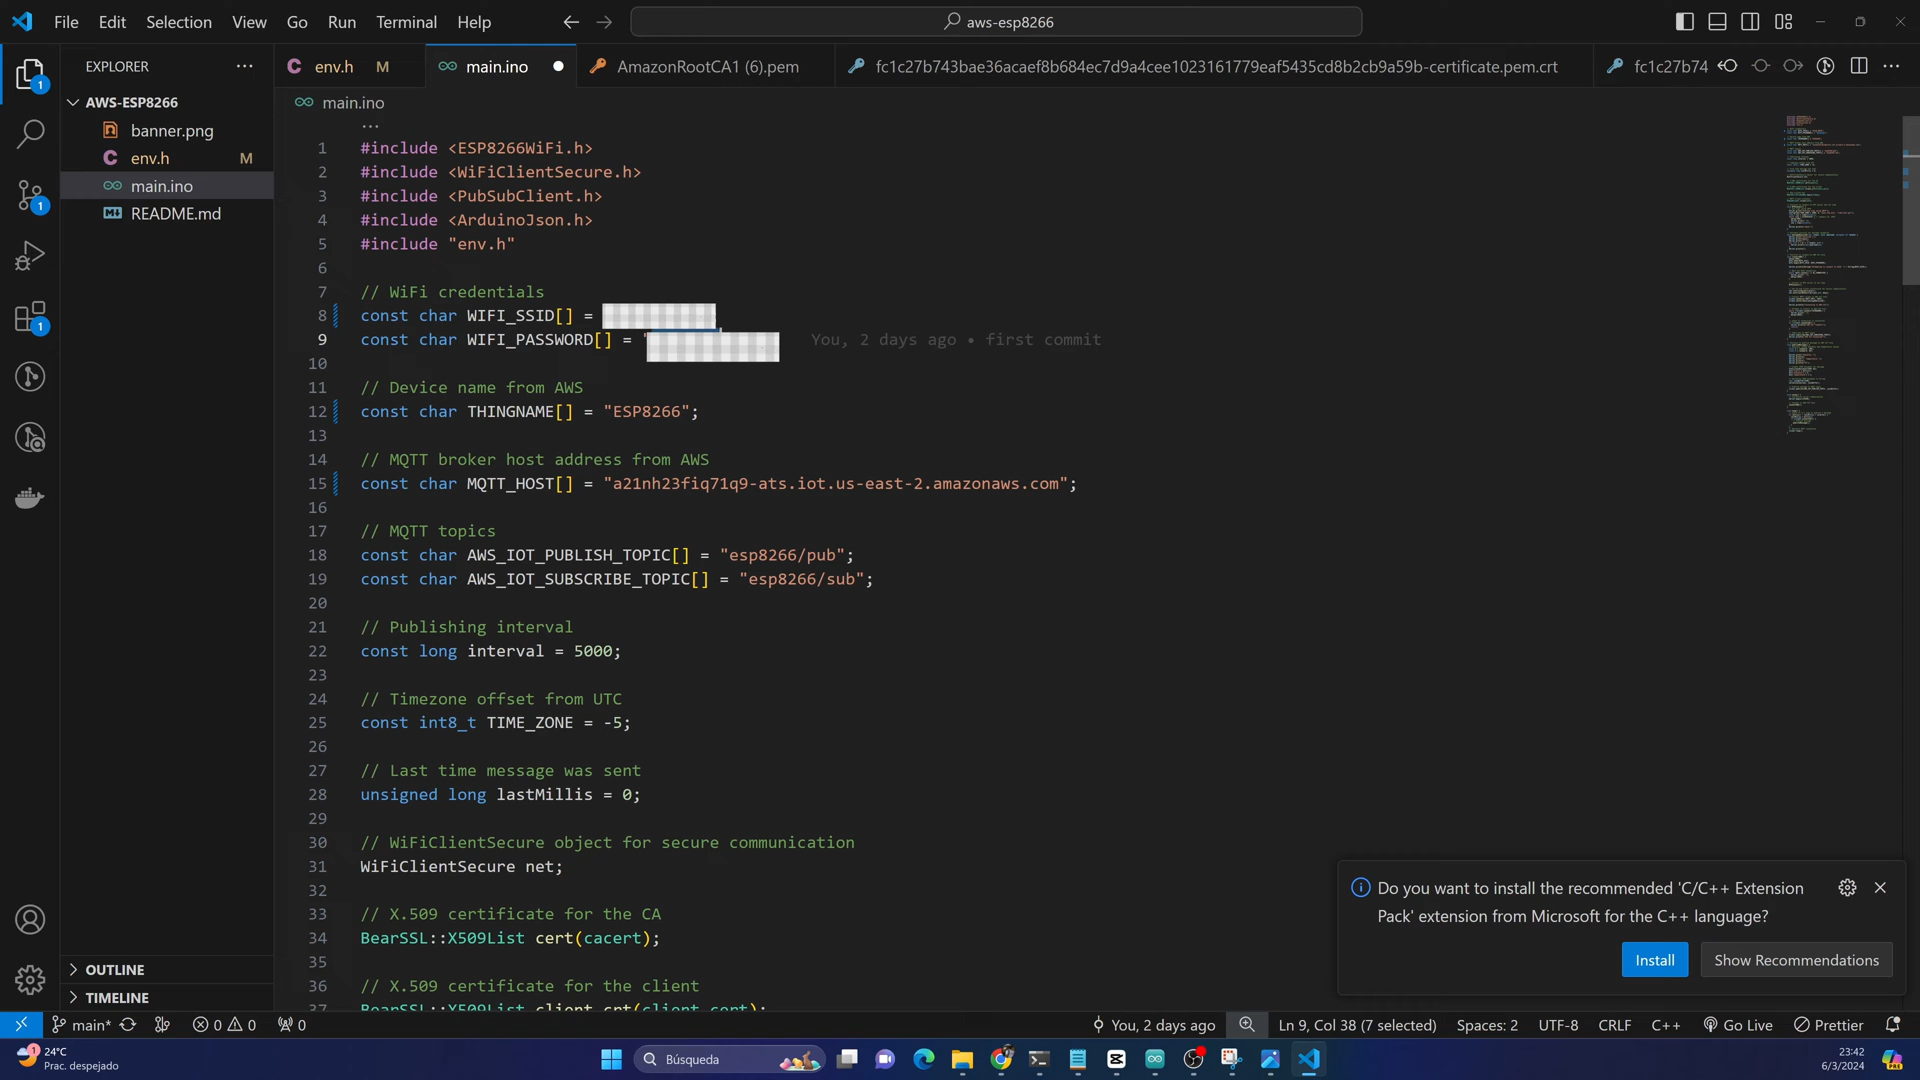 File Edit Selection View Go Run Terminal Help
aws-esp8266
EXPLORER
AWS-ESP8266
banner.png
env.h M
main.ino
README.md
OUTLINE
TIMELINE
env.h M
main.ino
AmazonRootCA1 (6).pem
fc1c27b743bae36acaef8b684ec7d9a4cee1023161779eaf5435cd8b2cb9a59b-certificate.pem.crt
fc1c27b74
main.ino
...
1 #include <ESP8266WiFi.h>
2 #include <WiFiClientSecure.h>
3 #include <PubSubClient.h>
4 #include <ArduinoJson.h>
5 #include "env.h"
6
7 // WiFi credentials
8 const char WIFI_SSID[] =
9 const char WIFI_PASSWORD[] = " You, 2 days ago • first commit
10
11 // Device name from AWS
12 const char THINGNAME[] = "ESP8266";
13
14 // MQTT broker host address from AWS
15 const char MQTT_HOST[] = "a21nh23fiq71q9-ats.iot.us-east-2.amazonaws.com";
16
17 // MQTT topics
18 const char AWS_IOT_PUBLISH_TOPIC[] = "esp8266/pub";
19 const char AWS_IOT_SUBSCRIBE_TOPIC[] = "esp8266/sub";
20
21 // Publishing interval
22 const long interval = 5000;
23
24 // Timezone offset from UTC
25 const int8_t TIME_ZONE = -5;
26
27 // Last time message was sent
28 unsigned long lastMillis = 0;
29
30 // WiFiClientSecure object for secure communication
31 WiFiClientSecure net;
32
33 // X.509 certificate for the CA
34 BearSSL::X509List cert(cacert);
35
36 // X.509 certificate for the client
37 BearSSL::X509List client_crt(client_cert);
Do you want to install the recommended 'C/C++ Extension
Pack' extension from Microsoft for the C++ language?
Install
Show Recommendations
main* 0 0 0
You, 2 days ago Ln 9, Col 38 (7 selected) Spaces: 2 UTF-8 CRLF C++ Go Live Prettier
24°C
Prac. despejado
Búsqueda
23:42
6/3/2024